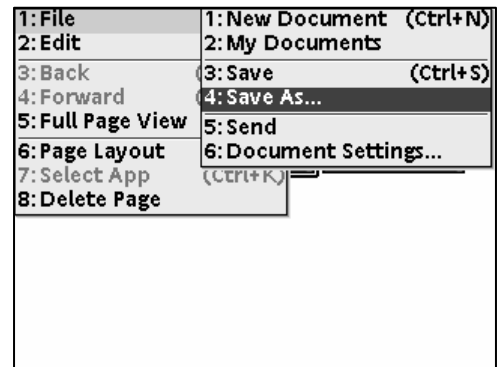 1:File
2:Edit
3:Back (
4:Forward (
5:Full Page View
6:Page Layout
7:Select App (Ctrl+K)
8:Delete Page
1:New Document (Ctrl+N)
2:My Documents
3:Save (Ctrl+S)
4:Save As...
5:Send
6:Document Settings...